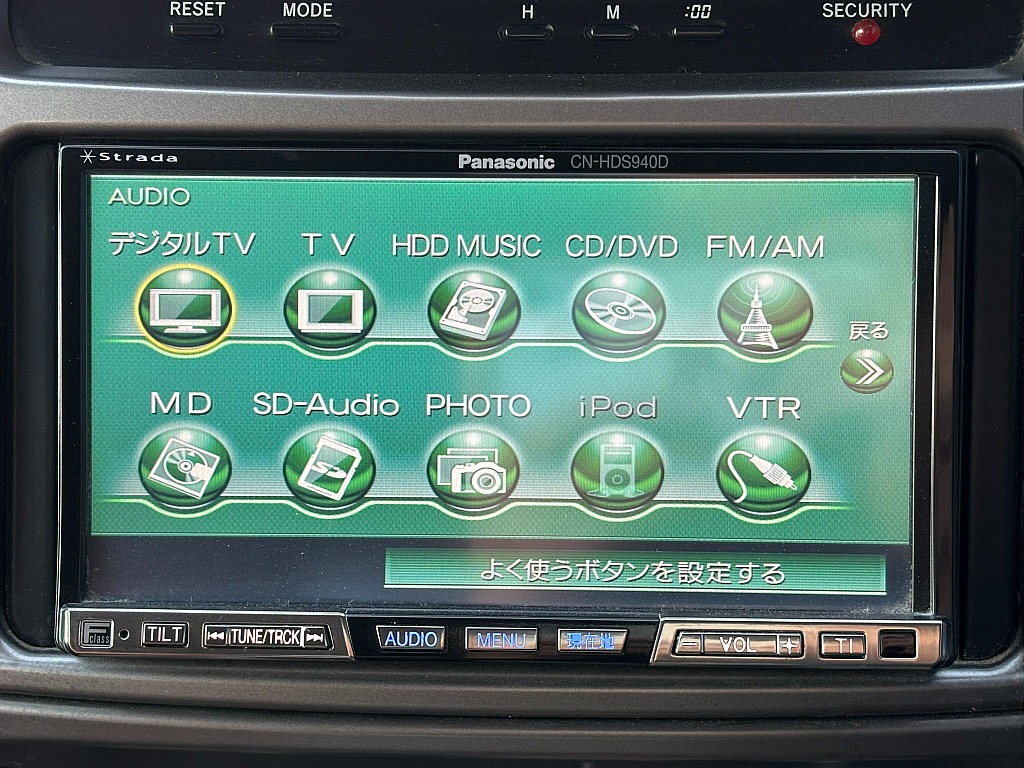 RESET MODE H M :00 SECURITY
Strada Panasonic CN-HDS940D
AUDIO
デジタルTV TV HDD MUSIC CD/DVD FM/AM
戻る
MD SD-Audio PHOTO iPod VTR
よく使うボタンを設定する
F class TILT TUNE/TRCK AUDIO MENU 現在地 VOL TI